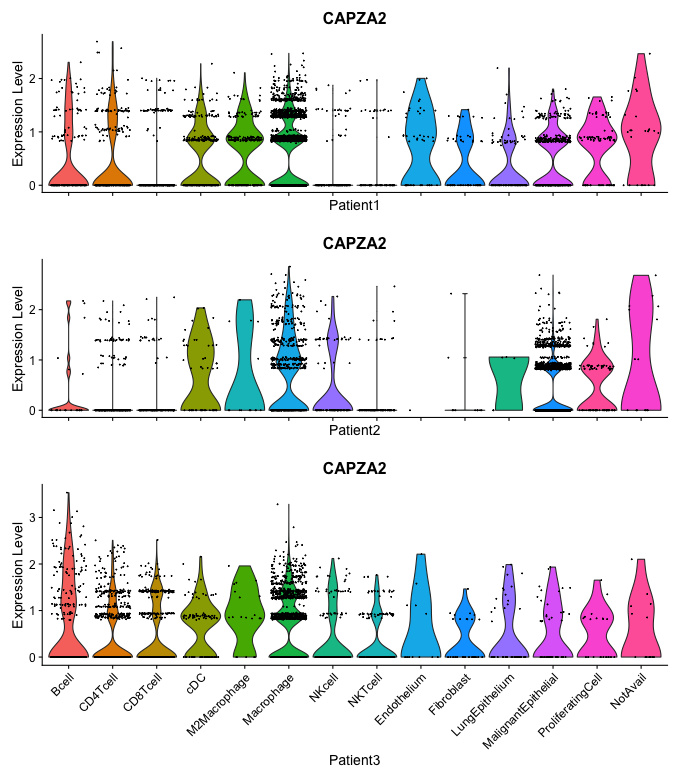 CAPZA2
Expression Level
2
1
0
Patient1
CAPZA2
Expression Level
2
1
0
Patient2
CAPZA2
Expression Level
3
2
1
0
Bcell
CD4Tcell
CD8Tcell
cDC
M2Macrophage
Macrophage
NKcell
NKTcell
Endothelium
Fibroblast
LungEpithelium
MalignantEpithelial
ProliferatingCell
NotAvail
Patient3